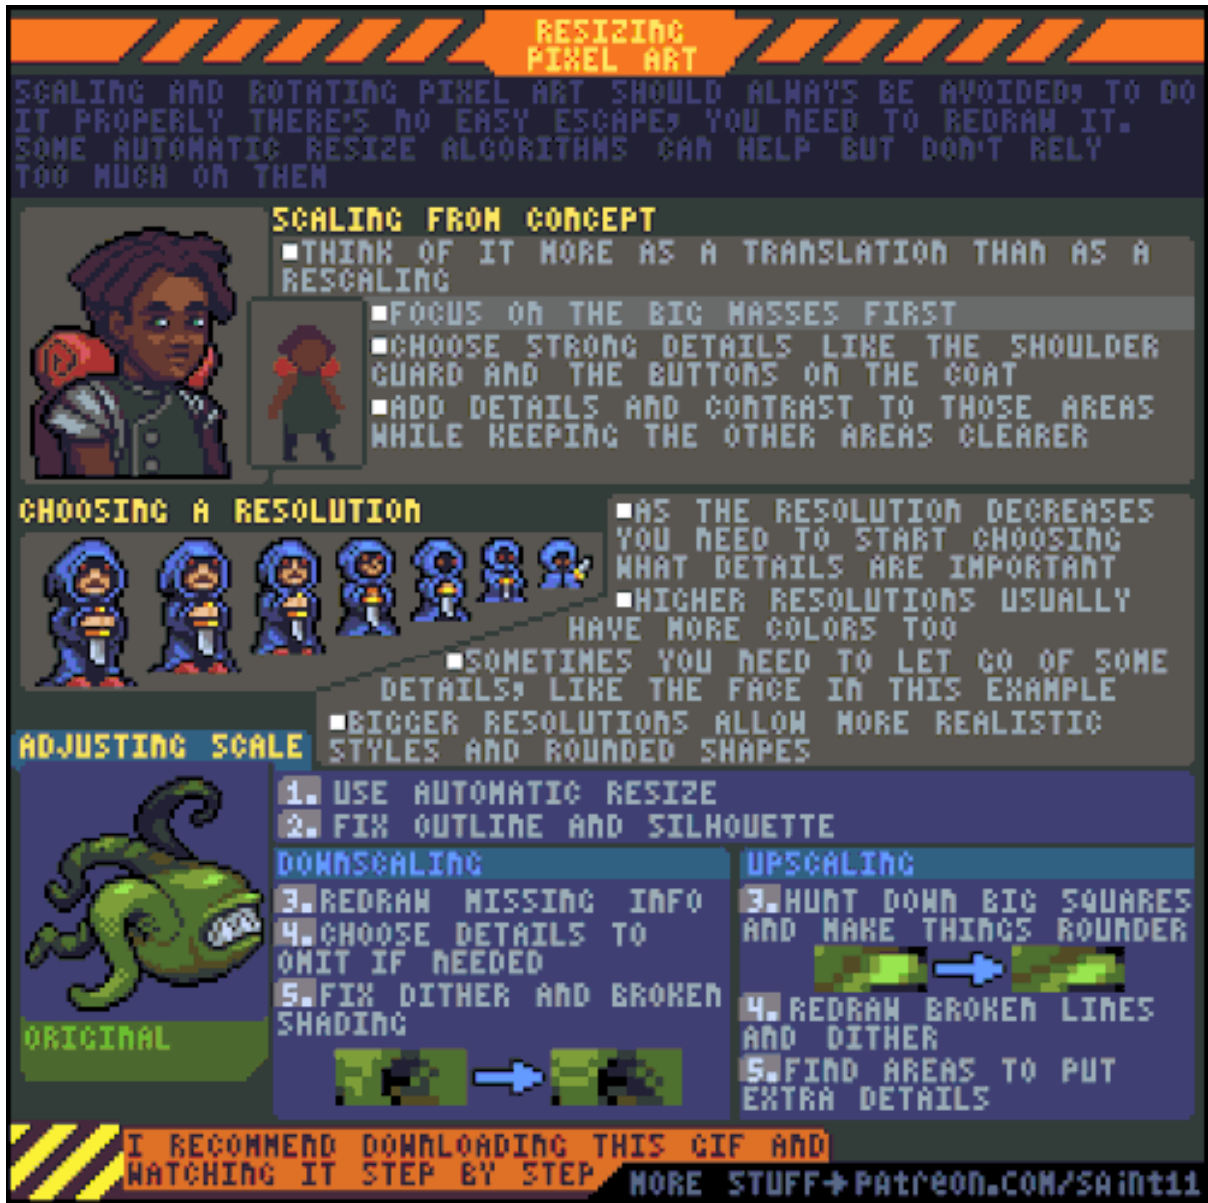 RESIZING
PIXEL ART
SCALING AND ROTATING PIXEL ART SHOULD ALWAYS BE AVOIDED, TO DO
IT PROPERLY THERE'S NO EASY ESCAPE, YOU NEED TO REDRAW IT.
SOME AUTOMATIC RESIZE ALGORITHMS CAN HELP BUT DON'T RELY
TOO MUCH ON THEM
SCALING FROM CONCEPT
THINK OF IT MORE AS A TRANSLATION THAN AS A
RESCALING
FOCUS ON THE BIG MASSES FIRST
CHOOSE STRONG DETAILS LIKE THE SHOULDER
GUARD AND THE BUTTONS ON THE COAT
ADD DETAILS AND CONTRAST TO THOSE AREAS
WHILE KEEPING THE OTHER AREAS CLEARER
CHOOSING A RESOLUTION
AS THE RESOLUTION DECREASES
YOU NEED TO START CHOOSING
WHAT DETAILS ARE IMPORTANT
HIGHER RESOLUTIONS USUALLY
HAVE MORE COLORS TOO
SOMETIMES YOU NEED TO LET GO OF SOME
DETAILS, LIKE THE FACE IN THIS EXAMPLE
BIGGER RESOLUTIONS ALLOW MORE REALISTIC
STYLES AND ROUNDED SHAPES
ADJUSTING SCALE
ORIGINAL
1. USE AUTOMATIC RESIZE
2. FIX OUTLINE AND SILHOUETTE
DOWNSCALING
3. REDRAW MISSING INFO
4. CHOOSE DETAILS TO
OMIT IF NEEDED
5. FIX DITHER AND BROKEN
SHADING
UPSCALING
3. HUNT DOWN BIG SQUARES
AND MAKE THINGS ROUNDER
4. REDRAW BROKEN LINES
AND DITHER
5. FIND AREAS TO PUT
EXTRA DETAILS
I RECOMMEND DOWNLOADING THIS GIF AND
WATCHING IT STEP BY STEP
MORE STUFF→PATREON.COM/SAINT11